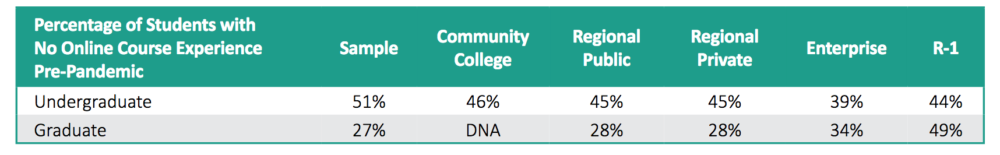 Percentage of Students with
No Online Course Experience
Pre-Pandemic
Sample
Community
College
Regional
Public
Regional
Private
Enterprise
R-1
Undergraduate 51% 46% 45% 45% 39% 44%
Graduate 27% DNA 28% 28% 34% 49%